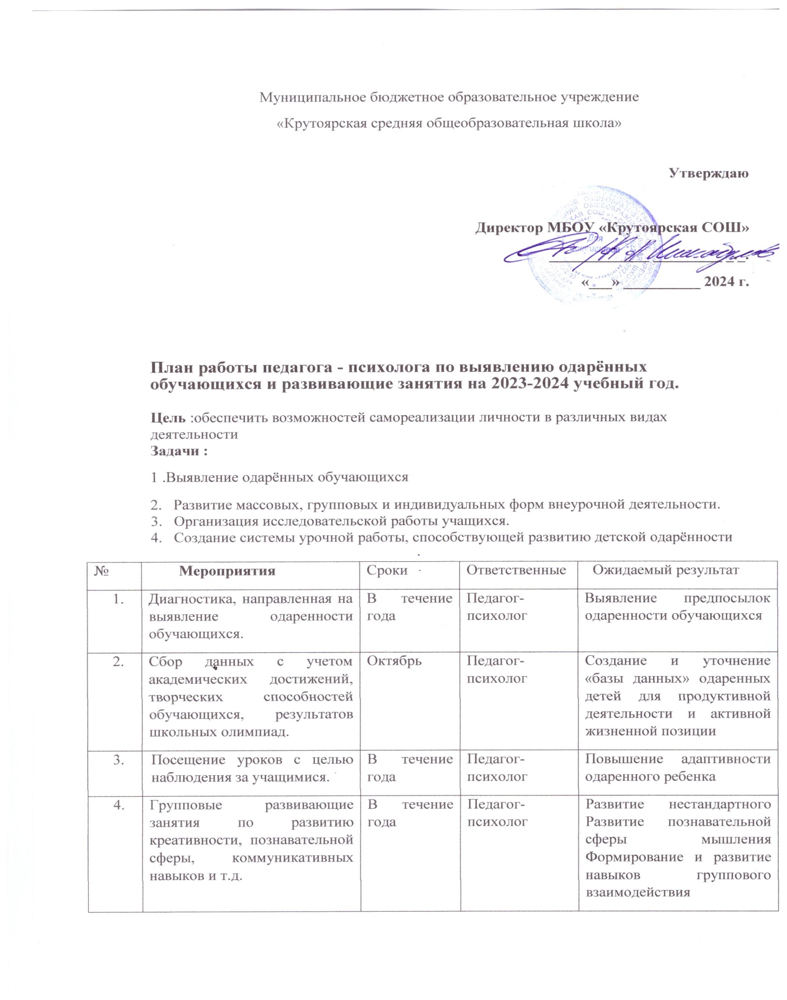 Муниципальное бюджетное образовательное учреждение
«Крутоярская средняя общеобразовательная школа»
Утверждаю
Директор МБОУ «Крутоярская СОШ»
Для
документов
«___» __________ 2024 г.
План работы педагога - психолога по выявлению одарённых
обучающихся и развивающие занятия на 2023-2024 учебный год.
Цель :обеспечить возможностей самореализации личности в различных видах
деятельности
Задачи :
1 .Выявление одарённых обучающихся
2. Развитие массовых, групповых и индивидуальных форм внеурочной деятельности.
3. Организация исследовательской работы учащихся.
4. Создание системы урочной работы, способствующей развитию детской одарённости
№ Мероприятия Сроки Ответственные Ожидаемый результат
1. Диагностика, направленная на В течение Педагог- Выявление предпосылок
выявление одаренности года психолог одаренности обучающихся
обучающихся.
2. Сбор данных с учетом Октябрь Педагог- Создание и уточнение
академических достижений, психолог «базы данных» одаренных
творческих способностей детей для продуктивной
обучающихся, результатов деятельности и активной
школьных олимпиад. жизненной позиции
3. Посещение уроков с целью В течение Педагог- Повышение адаптивности
наблюдения за учащимися. года психолог одаренного ребенка
4. Групповые развивающие В течение Педагог- Развитие нестандартного
занятия по развитию года психолог Развитие познавательной
креативности, познавательной сферы мышления
сферы, коммуникативных Формирование и развитие
навыков и т.д. навыков группового
взаимодействия